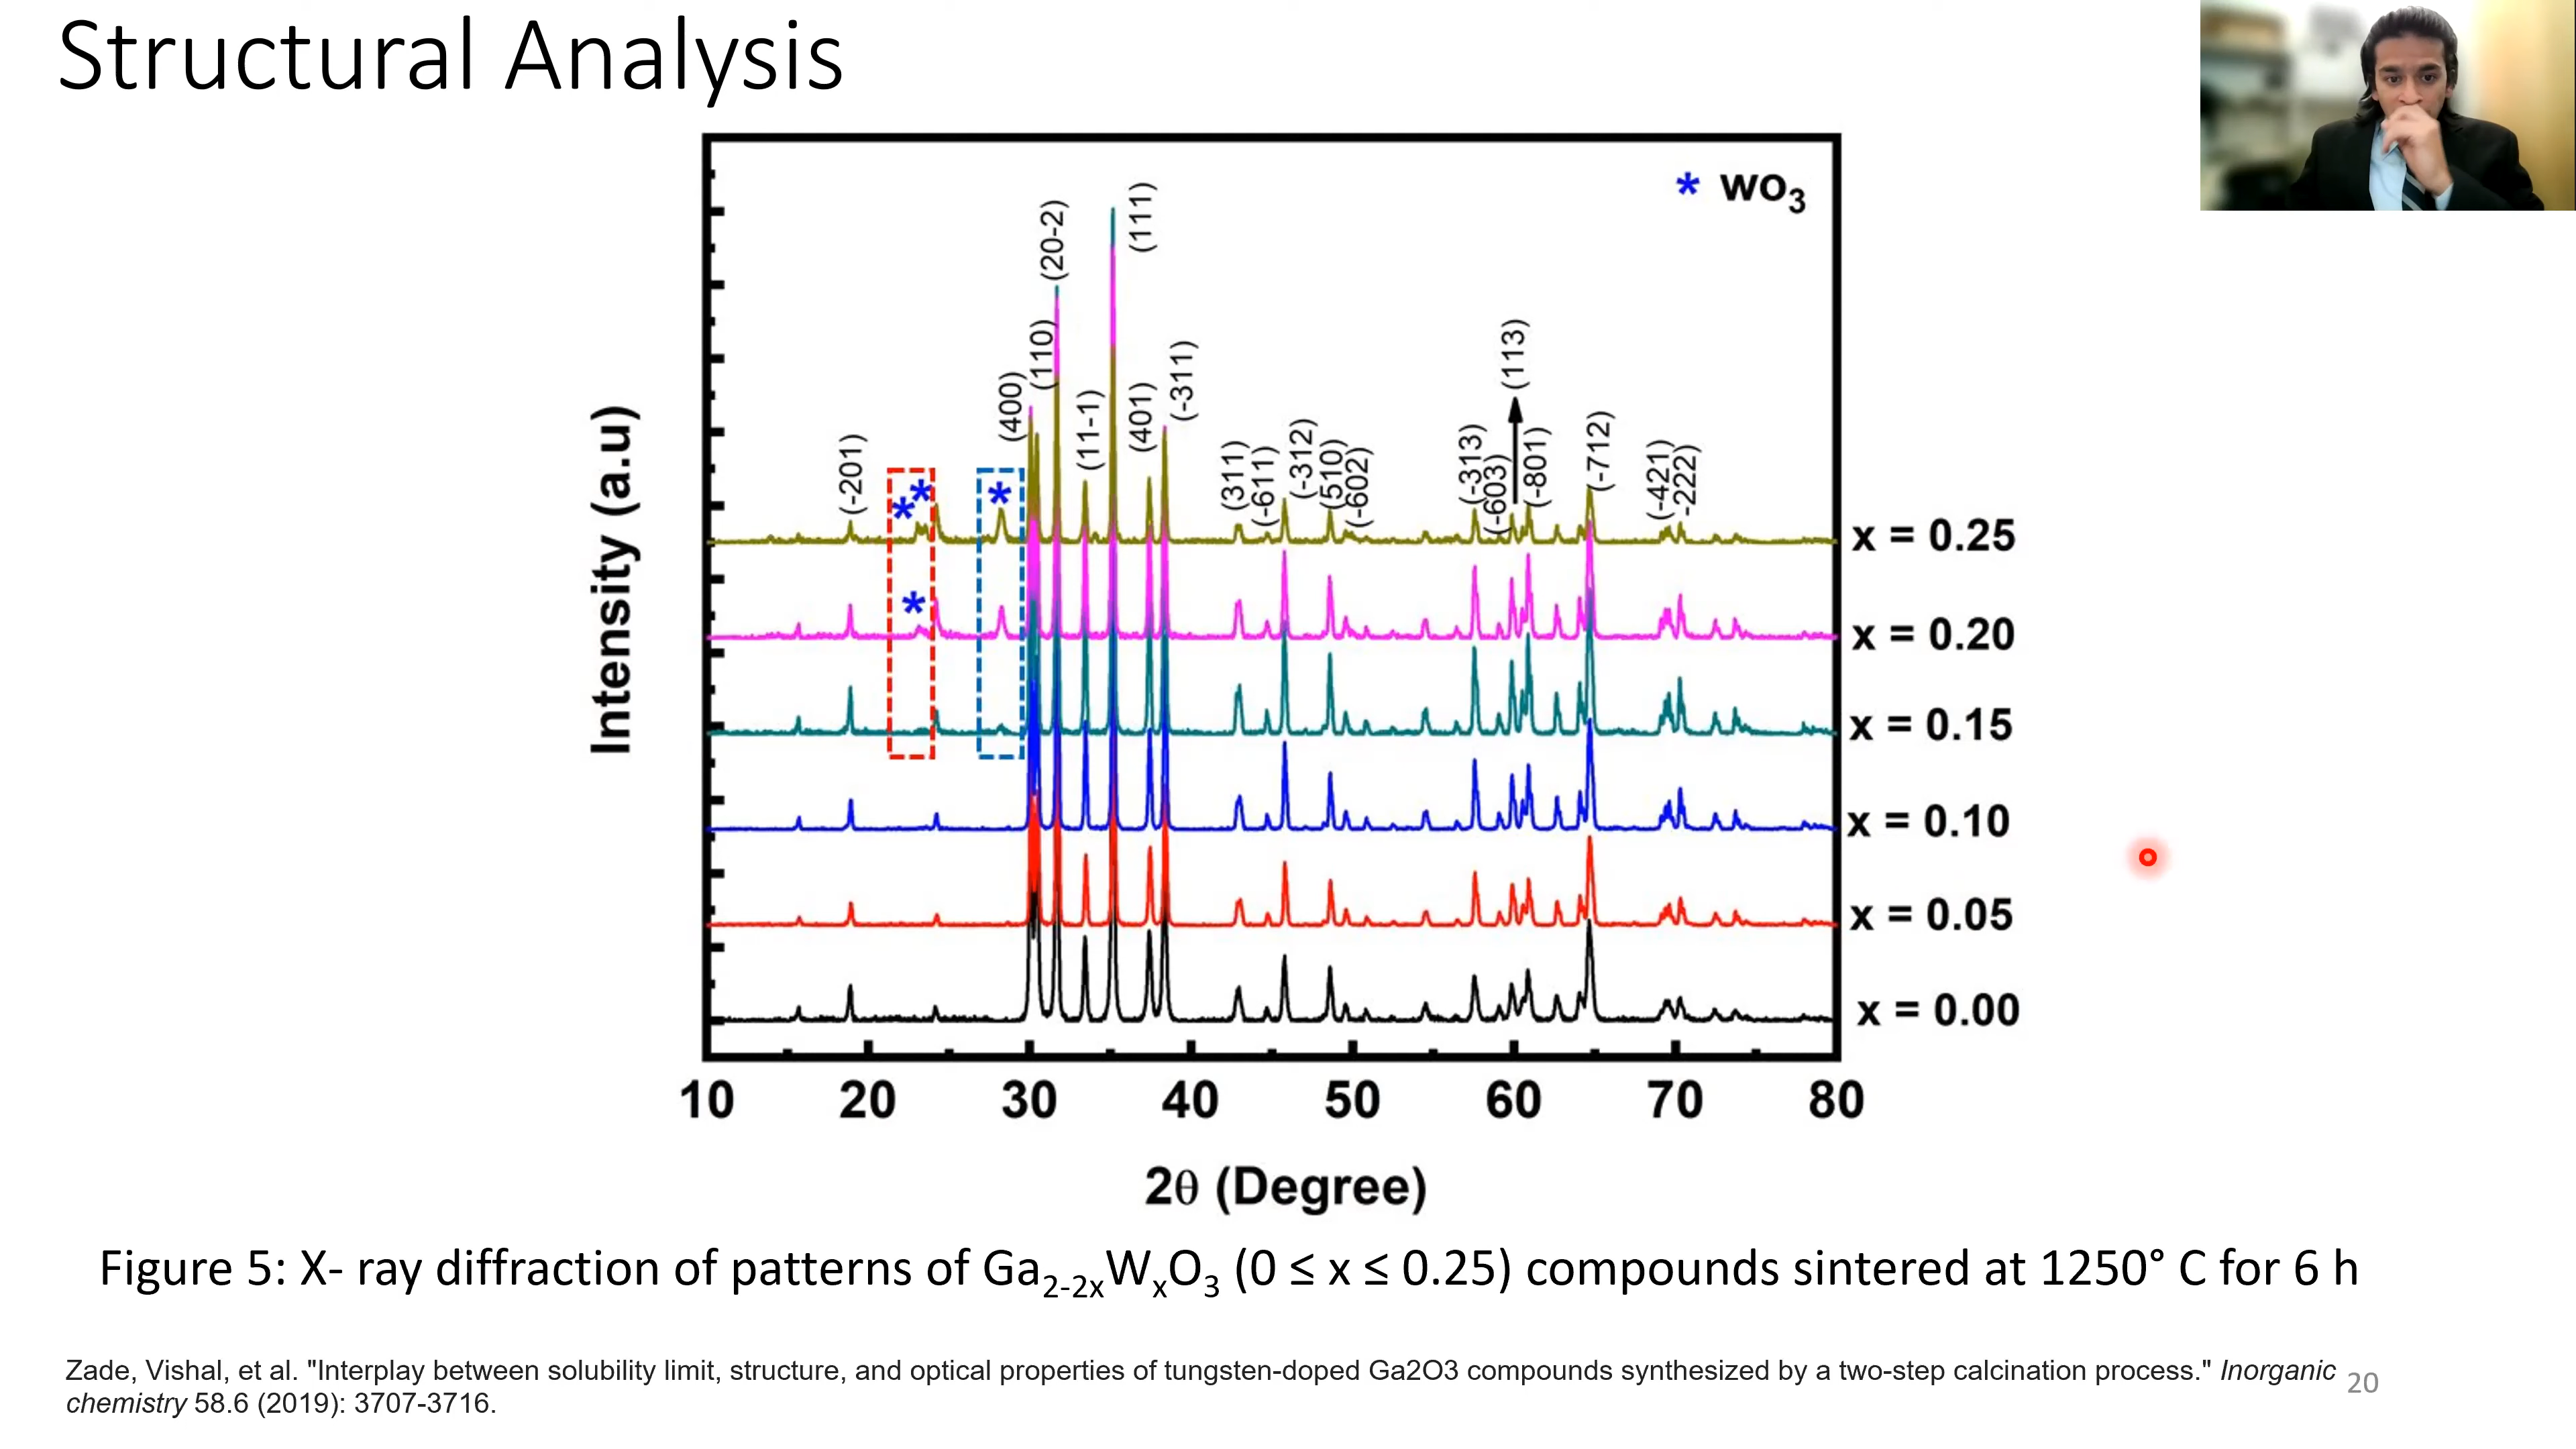 Structural Analysis
* WO3
(-201)
(400)
(110)
(20-2)
(11-1)
(111)
(401)
(-311)
(311)
(-611)
(-312)
(510)
(-602)
(-313)
(-603)
(113)
(-801)
(-712)
(-421)
(-222)
* *
*
*
x = 0.25
x = 0.20
x = 0.15
x = 0.10
x = 0.05
x = 0.00
Intensity (a.u)
10 20 30 40 50 60 70 80
2θ (Degree)
Figure 5: X- ray diffraction of patterns of Ga2-2xWxO3 (0 ≤ x ≤ 0.25) compounds sintered at 1250° C for 6 h
Zade, Vishal, et al. "Interplay between solubility limit, structure, and optical properties of tungsten-doped Ga2O3 compounds synthesized by a two-step calcination process." Inorganic
chemistry 58.6 (2019): 3707-3716.
20